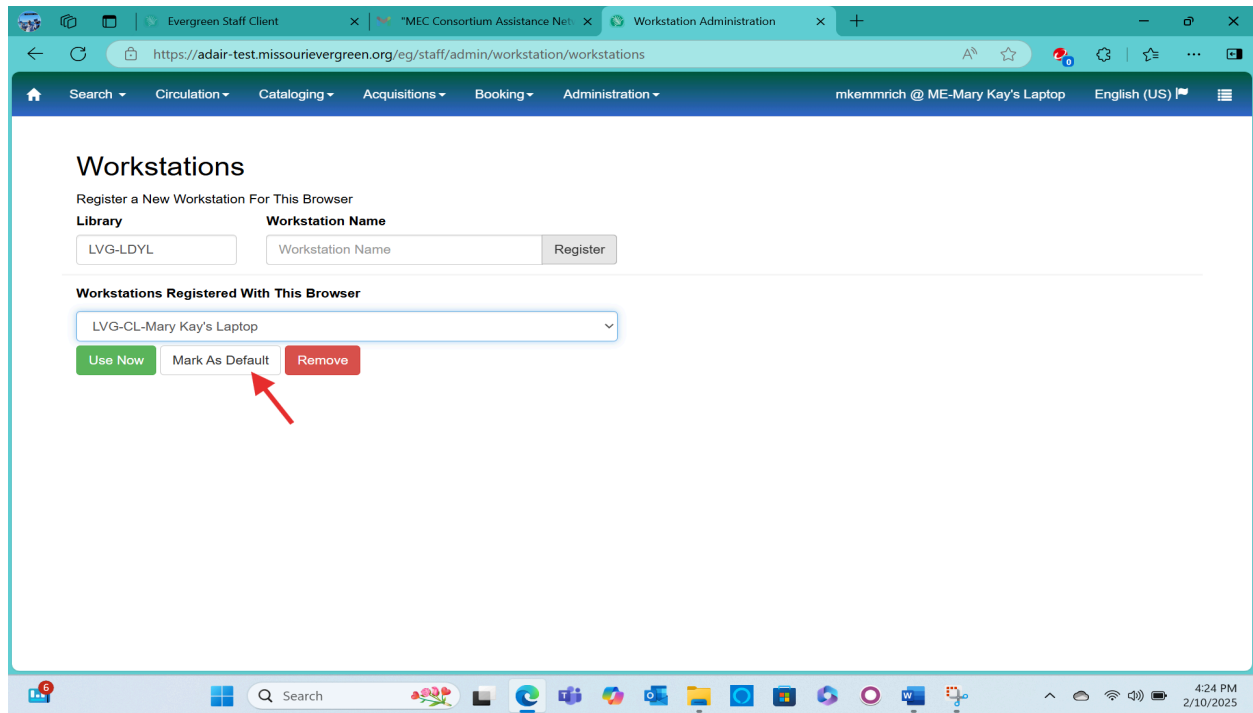 Evergreen Staff Client
"MEC Consortium Assistance Net
Workstation Administration
https://adair-test.missourievergreen.org/eg/staff/admin/workstation/workstations
0
Search Circulation Cataloging Acquisitions Booking Administration mkemmrich @ ME-Mary Kay's Laptop English (US)
Workstations
Register a New Workstation For This Browser
Library Workstation Name
LVG-LDYL Workstation Name Register
Workstations Registered With This Browser
LVG-CL-Mary Kay's Laptop
Use Now Mark As Default Remove
6
Search
4:24 PM
2/10/2025